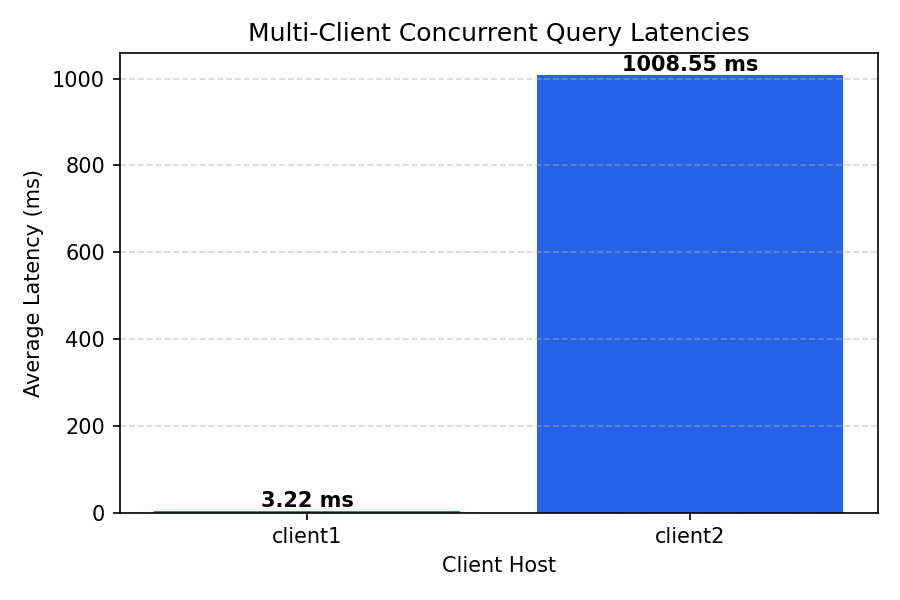 Multi-Client Concurrent Query Latencies
1008.55 ms
1000
800
600
400
200
0
Average Latency (ms)
3.22 ms
client1
client2
Client Host